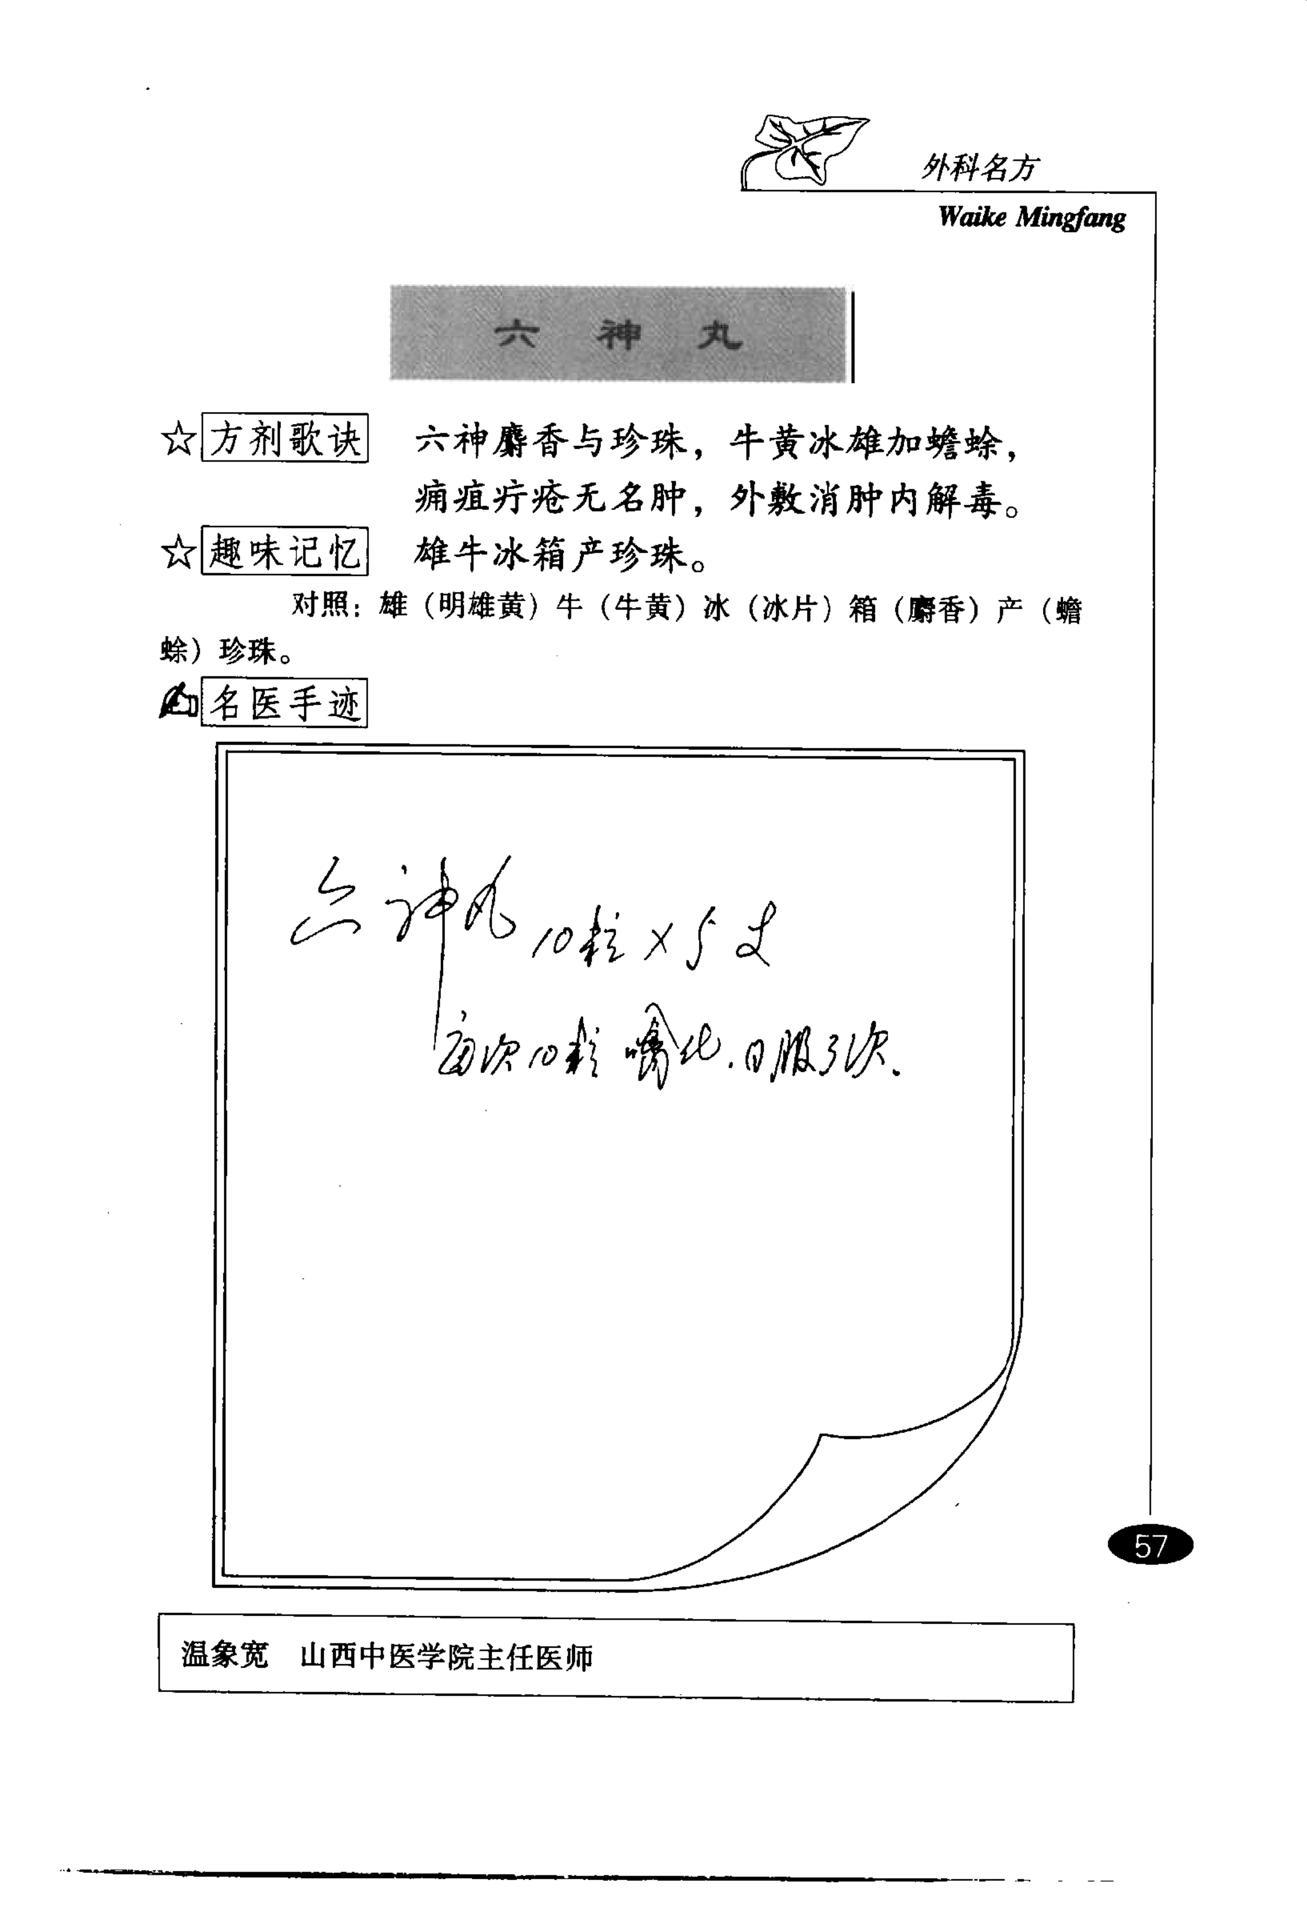 外科名方
Waike Mingfang
六神丸
☆方剂歌诀 六神麝香与珍珠，牛黄冰雄加蟾蜍，
痈疽疔疮无名肿，外敷消肿内解毒。
☆趣味记忆 雄牛冰箱产珍珠。
对照：雄（明雄黄）牛（牛黄）冰（冰片）箱（麝香）产（蟾
蜍）珍珠。
名医手迹
六神丸 10粒×5支
每次10粒 噙化.日服3次.
57
温象宽 山西中医学院主任医师